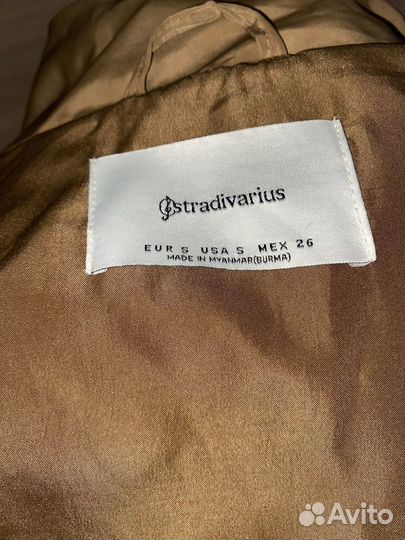 stradivarius
EUR S USA S MEX 26
MADE IN MYANMAR(BURMA)
Avito